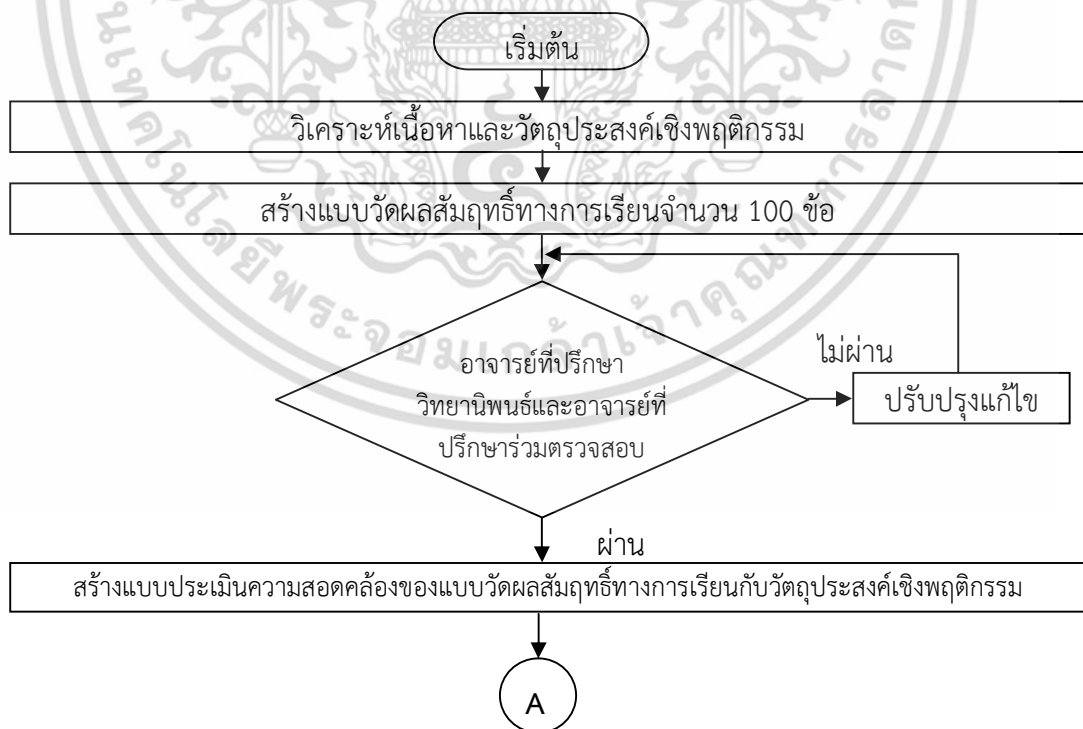 เริ่มต้น
วิเคราะห์เนื้อหาและวัตถุประสงค์เชิงพฤติกรรม
สร้างแบบวัดผลสัมฤทธิ์ทางการเรียนจำนวน 100 ข้อ
อาจารย์ที่ปรึกษา
วิทยานิพนธ์และอาจารย์ที่
ปรึกษาร่วมตรวจสอบ
ไม่ผ่าน
ปรับปรุงแก้ไข
ผ่าน
สร้างแบบประเมินความสอดคล้องของแบบวัดผลสัมฤทธิ์ทางการเรียนกับวัตถุประสงค์เชิงพฤติกรรม
A